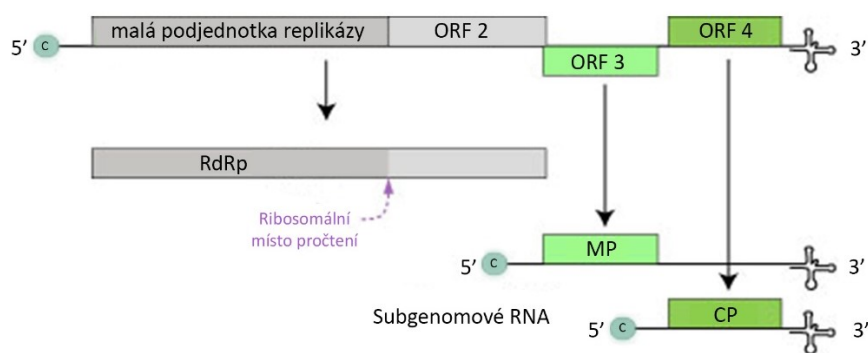 malá podjednotka replikázy ORF 2 ORF 4
5’ C 3’
ORF 3
RdRp
Ribosomální
místo pročtení
MP
5’ C 3’
Subgenomové RNA
CP
5’ C 3’